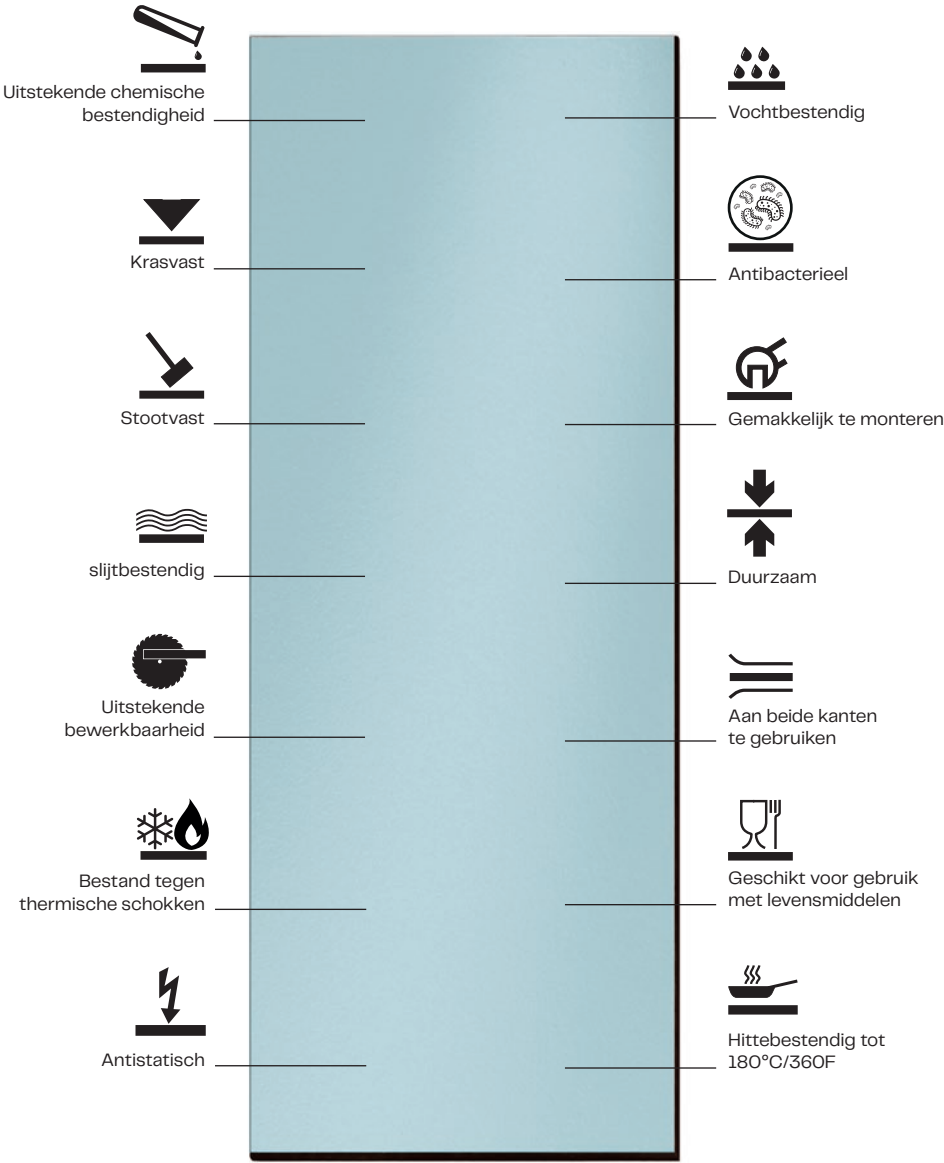 Uitstekende chemische
bestendigheid
Krasvast
Stootvast
slijtbestendig
Uitstekende
bewerkbaarheid
Bestand tegen
thermische schokken
Antistatisch
Vochtbestendig
Antibacterieel
Gemakkelijk te monteren
Duurzaam
Aan beide kanten
te gebruiken
Geschikt voor gebruik
met levensmiddelen
Hittebestendig tot
180°C/360F